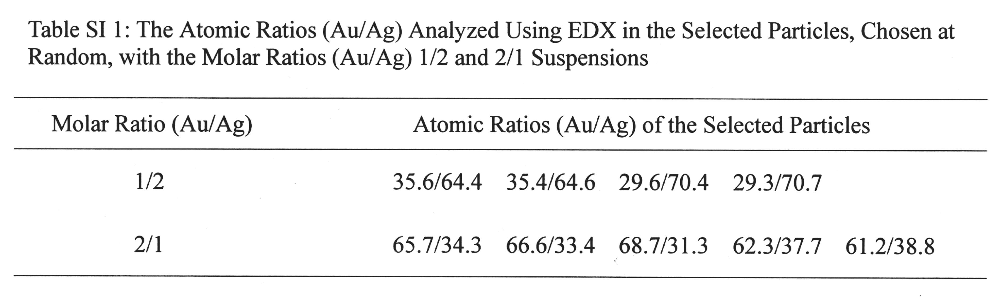 Table SI 1: The Atomic Ratios (Au/Ag) Analyzed Using EDX in the Selected Particles, Chosen at
Random, with the Molar Ratios (Au/Ag) 1/2 and 2/1 Suspensions
Molar Ratio (Au/Ag) Atomic Ratios (Au/Ag) of the Selected Particles
1/2 35.6/64.4 35.4/64.6 29.6/70.4 29.3/70.7
2/1 65.7/34.3 66.6/33.4 68.7/31.3 62.3/37.7 61.2/38.8